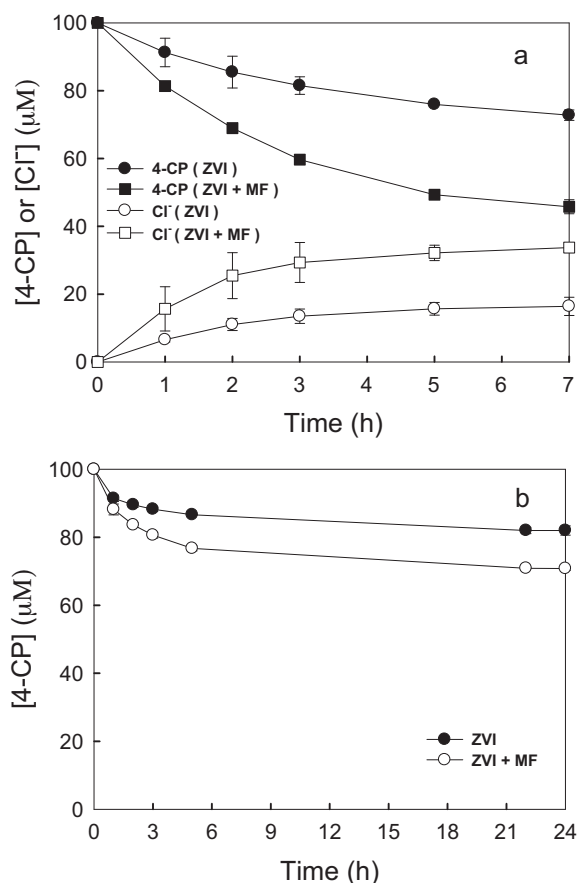 100
80
60
40
20
0
[4-CP] or [Cl⁻] (μM)
a
4-CP ( ZVI )
4-CP ( ZVI + MF )
Cl⁻ ( ZVI )
Cl⁻ ( ZVI + MF )
0 1 2 3 4 5 6 7
Time (h)
100
80
60
40
20
0
[4-CP] (μM)
b
ZVI
ZVI + MF
0 3 6 9 12 15 18 21 24
Time (h)